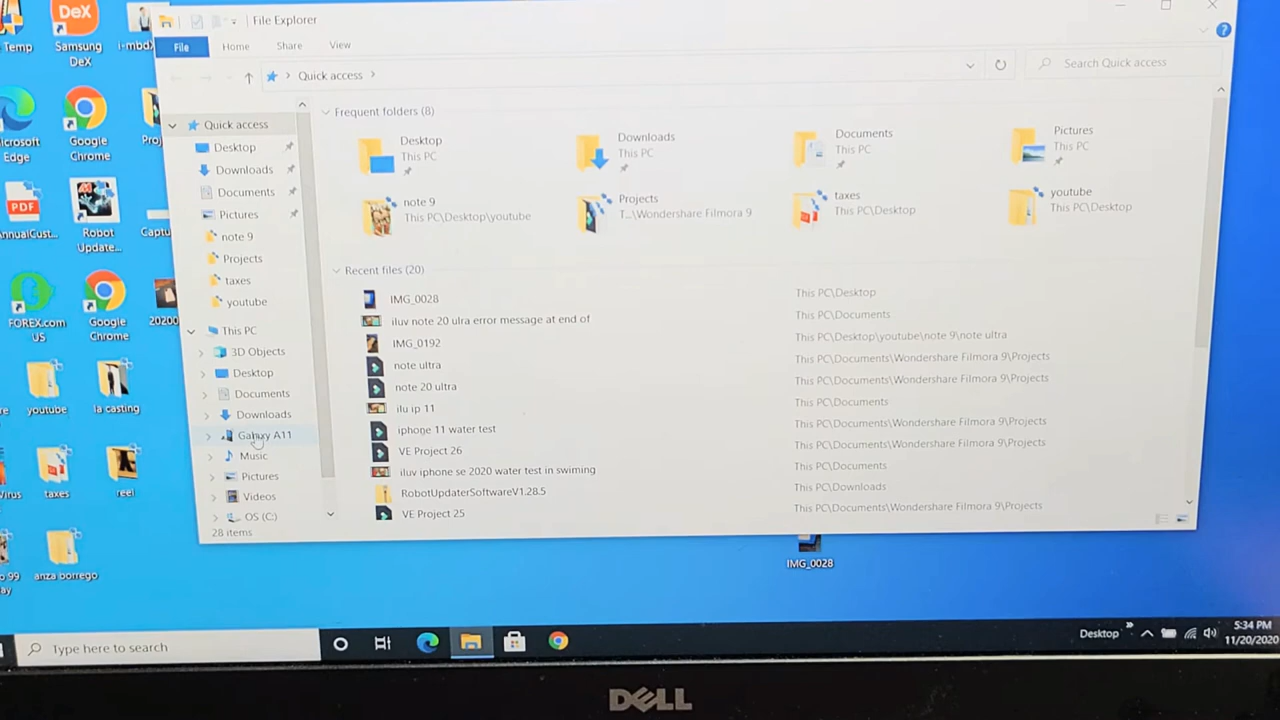 File Explorer
File
Home
Share
View
Quick access
Search Quick access
Temp
Samsung
DeX
Edge
Google
Chrome
PDF
Robot
Update...
FOREX.com
US
Google
Chrome
youtube
la casting
taxes
reel
anza borrego
Quick access
Desktop
Downloads
Documents
Pictures
note 9
Projects
taxes
youtube
This PC
3D Objects
Desktop
Documents
Downloads
Galaxy A11
Music
Pictures
Videos
OS (C:)
28 items
Frequent folders (8)
Desktop
This PC
Downloads
This PC
Documents
This PC
Pictures
This PC
note 9
This PC\Desktop\youtube
Projects
T...\Wondershare Filmora 9
taxes
This PC\Desktop
youtube
This PC\Desktop
Recent files (20)
IMG_0028 This PC\Desktop
iluv note 20 ulra error message at end of This PC\Documents
IMG_0192 This PC\Desktop\youtube\note 9\note ultra
note ultra This PC\Documents\Wondershare Filmora 9\Projects
note 20 ultra This PC\Documents\Wondershare Filmora 9\Projects
ilu ip 11 This PC\Documents
iphone 11 water test This PC\Documents\Wondershare Filmora 9\Projects
VE Project 26 This PC\Documents\Wondershare Filmora 9\Projects
iluv iphone se 2020 water test in swiming This PC\Documents
RobotUpdaterSoftwareV1.28.5 This PC\Downloads
VE Project 25 This PC\Documents\Wondershare Filmora 9\Projects
IMG_0028
Type here to search
Desktop
5:34 PM
11/20/2020
DELL